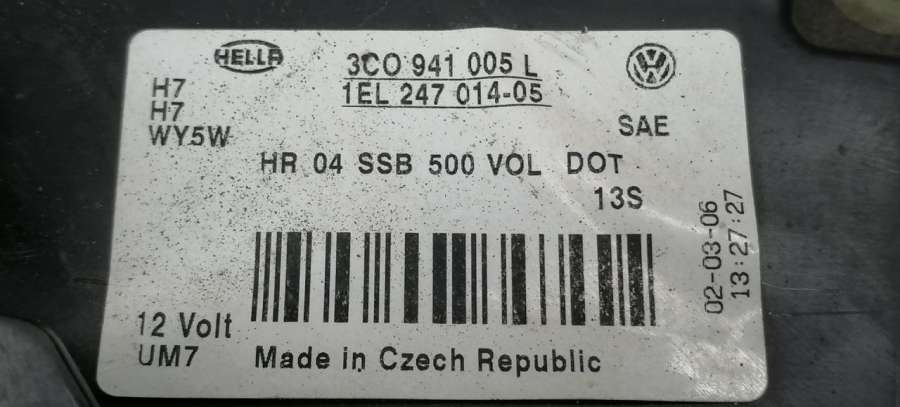 HELLA
3C0 941 005 L
1EL 247 014-05
H7
H7
WY5W
SAE
HR 04 SSB 500 VOL DOT
13S
02-03-06
13:27:27
12 Volt
UM7
Made in Czech Republic